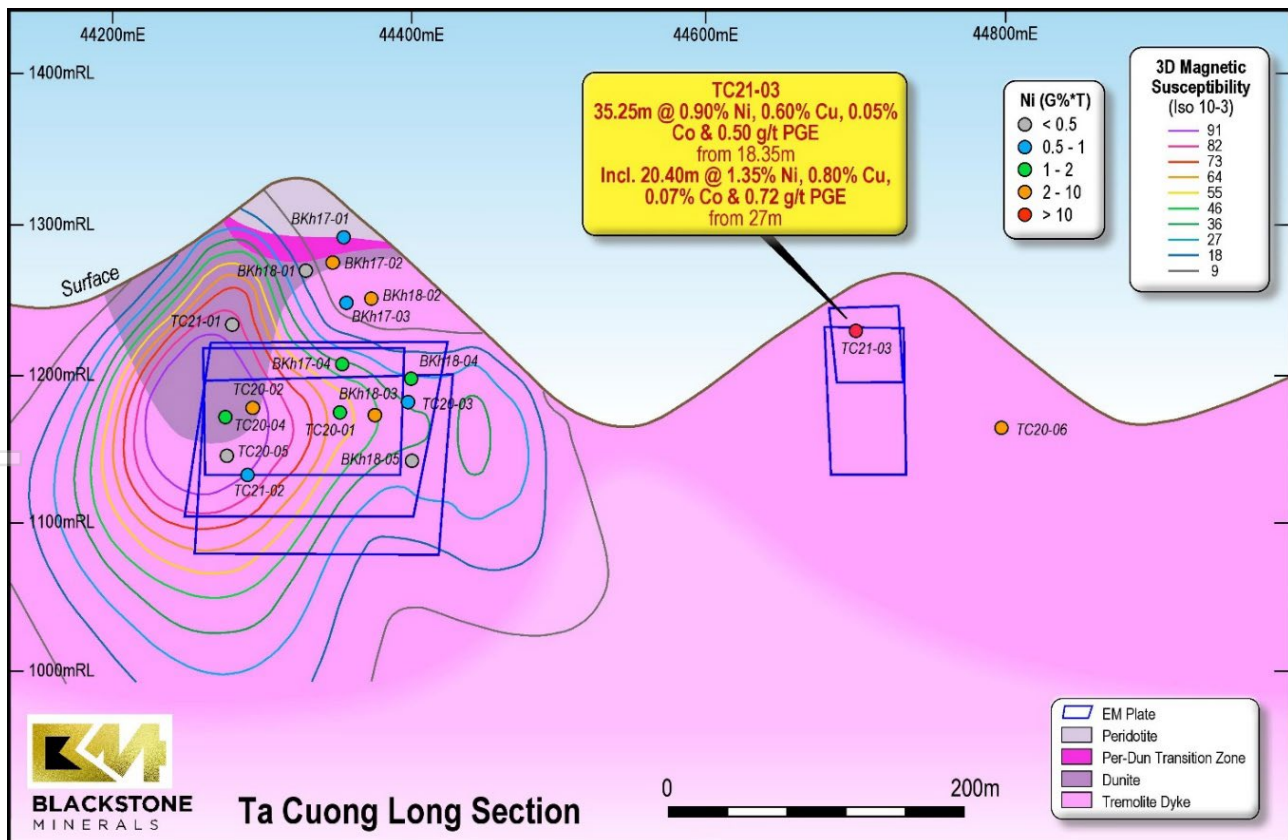 44200mE
44400mE
44600mE
44800mE
1400mRL
1300mRL
1200mRL
1100mRL
1000mRL
Surface
BKh17-01
BKh18-01
BKh17-02
BKh18-02
BKh17-03
TC21-01
BKh17-04
BKh18-04
TC20-02
BKh18-03
TC20-03
TC20-04
TC20-01
TC20-05
BKh18-05
TC21-02
TC21-03
35.25m @ 0.90% Ni, 0.60% Cu, 0.05%
Co & 0.50 g/t PGE
from 18.35m
Incl. 20.40m @ 1.35% Ni, 0.80% Cu,
0.07% Co & 0.72 g/t PGE
from 27m
TC21-03
TC20-06
Ni (G%*T)
< 0.5
0.5 - 1
1 - 2
2 - 10
> 10
3D Magnetic
Susceptibility
(Iso 10-3)
91
82
73
64
55
46
36
27
18
9
EM Plate
Peridotite
Per-Dun Transition Zone
Dunite
Tremolite Dyke
BLACKSTONE
MINERALS
Ta Cuong Long Section
0
200m